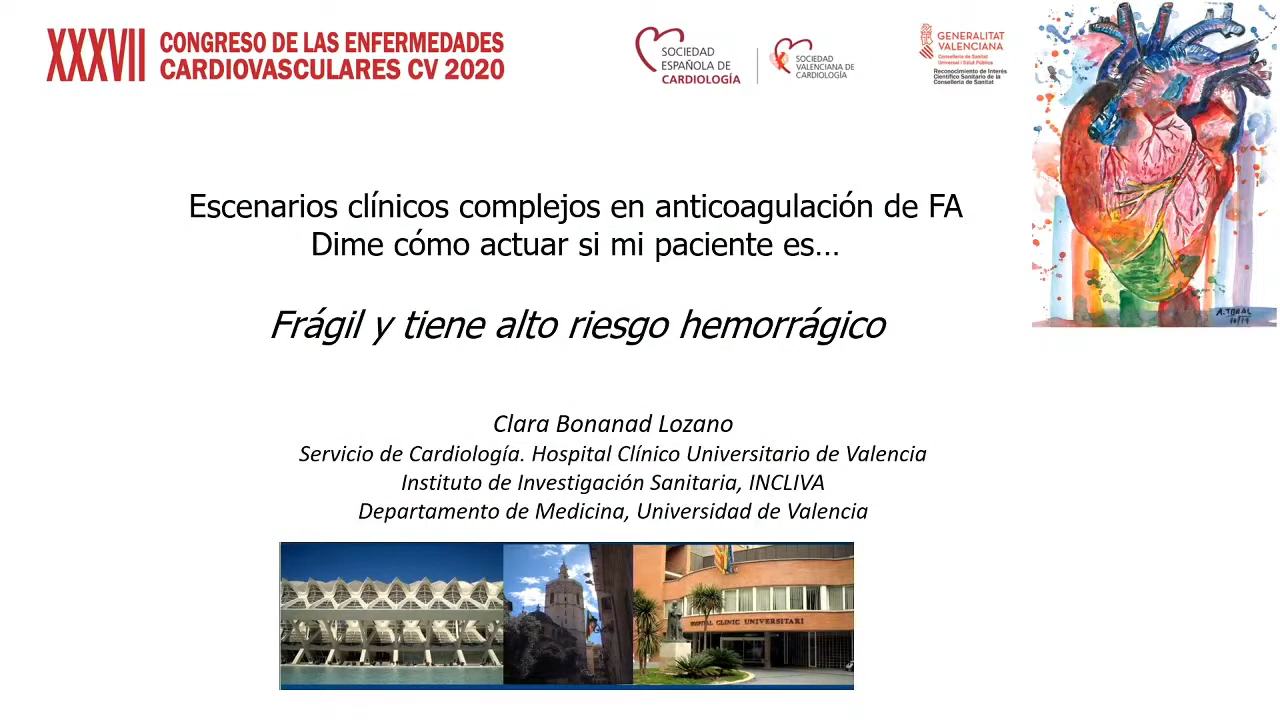 XXXVII CONGRESO DE LAS ENFERMEDADES
CARDIOVASCULARES CV 2020
SOCIEDAD
ESPAÑOLA DE
CARDIOLOGÍA
SOCIEDAD
VALENCIANA DE
CARDIOLOGÍA
GENERALITAT
VALENCIANA
Conselleria de Sanitat
Universal i Salut Pública
Reconocimiento de Interés
Científico Sanitario de la
Conselleria de Sanitat
Escenarios clínicos complejos en anticoagulación de FA
Dime cómo actuar si mi paciente es...
Frágil y tiene alto riesgo hemorrágico
Clara Bonanad Lozano
Servicio de Cardiología. Hospital Clínico Universitario de Valencia
Instituto de Investigación Sanitaria, INCLIVA
Departamento de Medicina, Universidad de Valencia
HOSPITAL CLINIC UNIVERSITARI